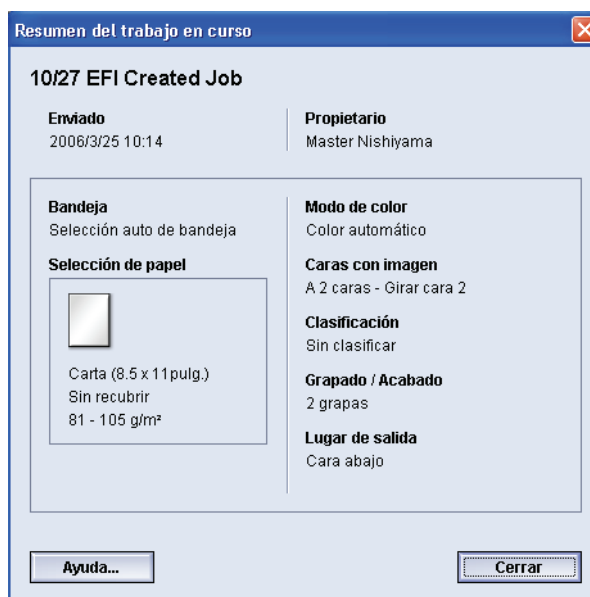 Resumen del trabajo en curso
10/27 EFI Created Job
Enviado
2006/3/25 10:14
Propietario
Master Nishiyama
Bandeja
Selección auto de bandeja
Selección de papel
Carta (8.5 x 11pulg.)
Sin recubrir
81 - 105 g/m²
Modo de color
Color automático
Caras con imagen
A 2 caras - Girar cara 2
Clasificación
Sin clasificar
Grapado / Acabado
2 grapas
Lugar de salida
Cara abajo
Ayuda...
Cerrar